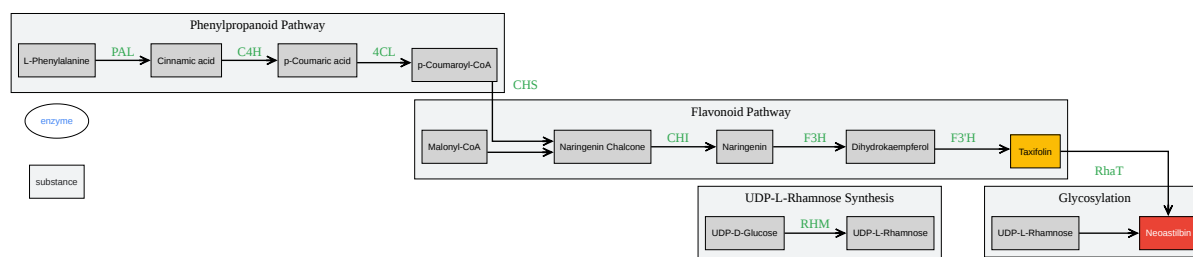 Phenylpropanoid Pathway
L-Phenylalanine
PAL
Cinnamic acid
C4H
p-Coumaric acid
4CL
p-Coumaroyl-CoA
CHS
enzyme
substance
Flavonoid Pathway
Malonyl-CoA
Naringenin Chalcone
CHI
Naringenin
F3H
Dihydrokaempferol
F3'H
Taxifolin
RhaT
UDP-L-Rhamnose Synthesis
UDP-D-Glucose
RHM
UDP-L-Rhamnose
Glycosylation
UDP-L-Rhamnose
Neoastilbin